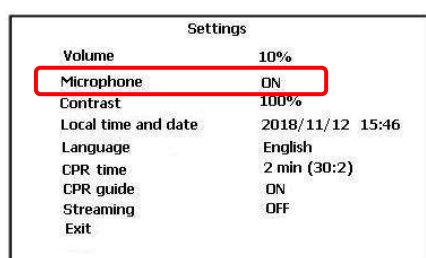 Settings
Volume 10%
Microphone ON
Contrast 100%
Local time and date 2018/11/12 15:46
Language English
CPR time 2 min (30:2)
CPR guide ON
Streaming OFF
Exit